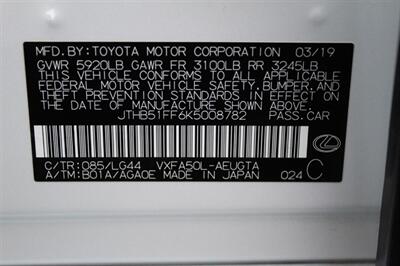 MFD.BY:TOYOTA MOTOR CORPORATION 03/19
GVWR 5920LB GAWR FR 3100LB RR 3245LB
THIS VEHICLE CONFORMS TO ALL APPLICABLE
FEDERAL MOTOR VEHICLE SAFETY, BUMPER, AND
THEFT PREVENTION STANDARDS IN EFFECT ON
THE DATE OF MANUFACTURE SHOWN ABOVE.
JTHB51FF6K5008782 PASS.CAR
C/TR:085/LG44 VXFA50L-AEUGTA
A/TM:B01A/AGA0E MADE IN JAPAN 024 C